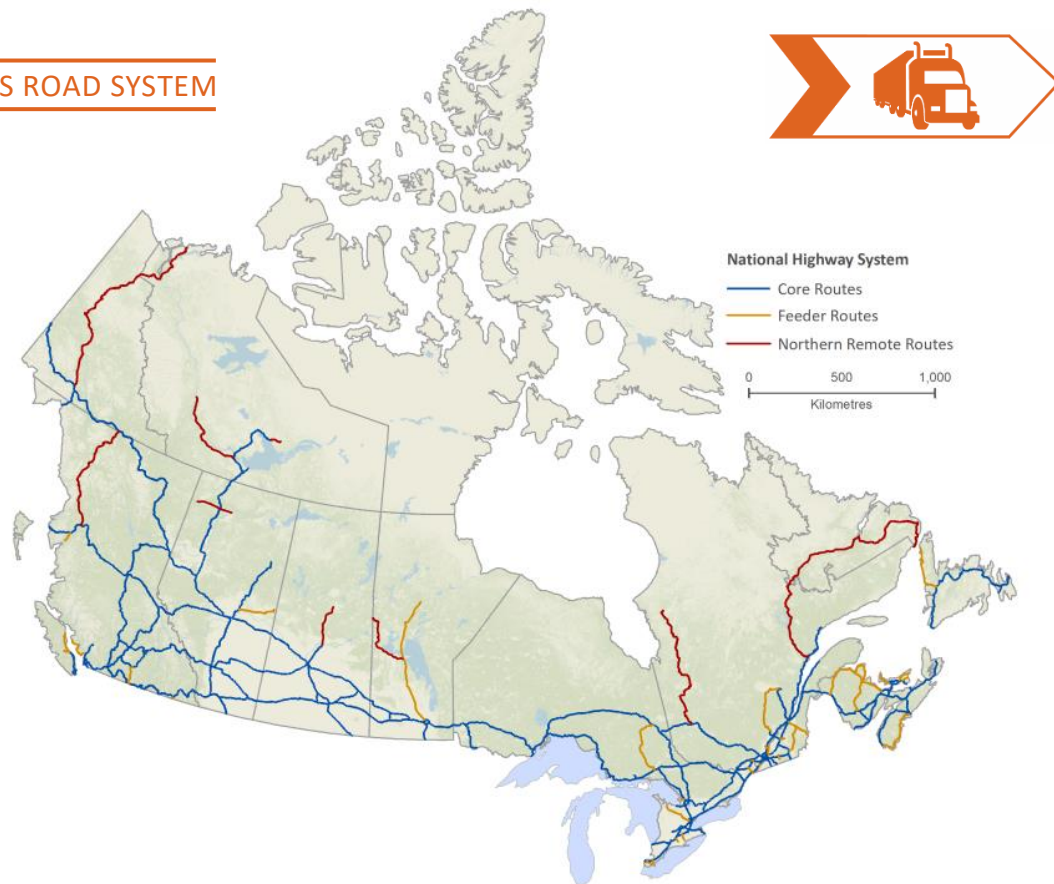 S ROAD SYSTEM
National Highway System
Core Routes
Feeder Routes
Northern Remote Routes
0 500 1,000
Kilometres